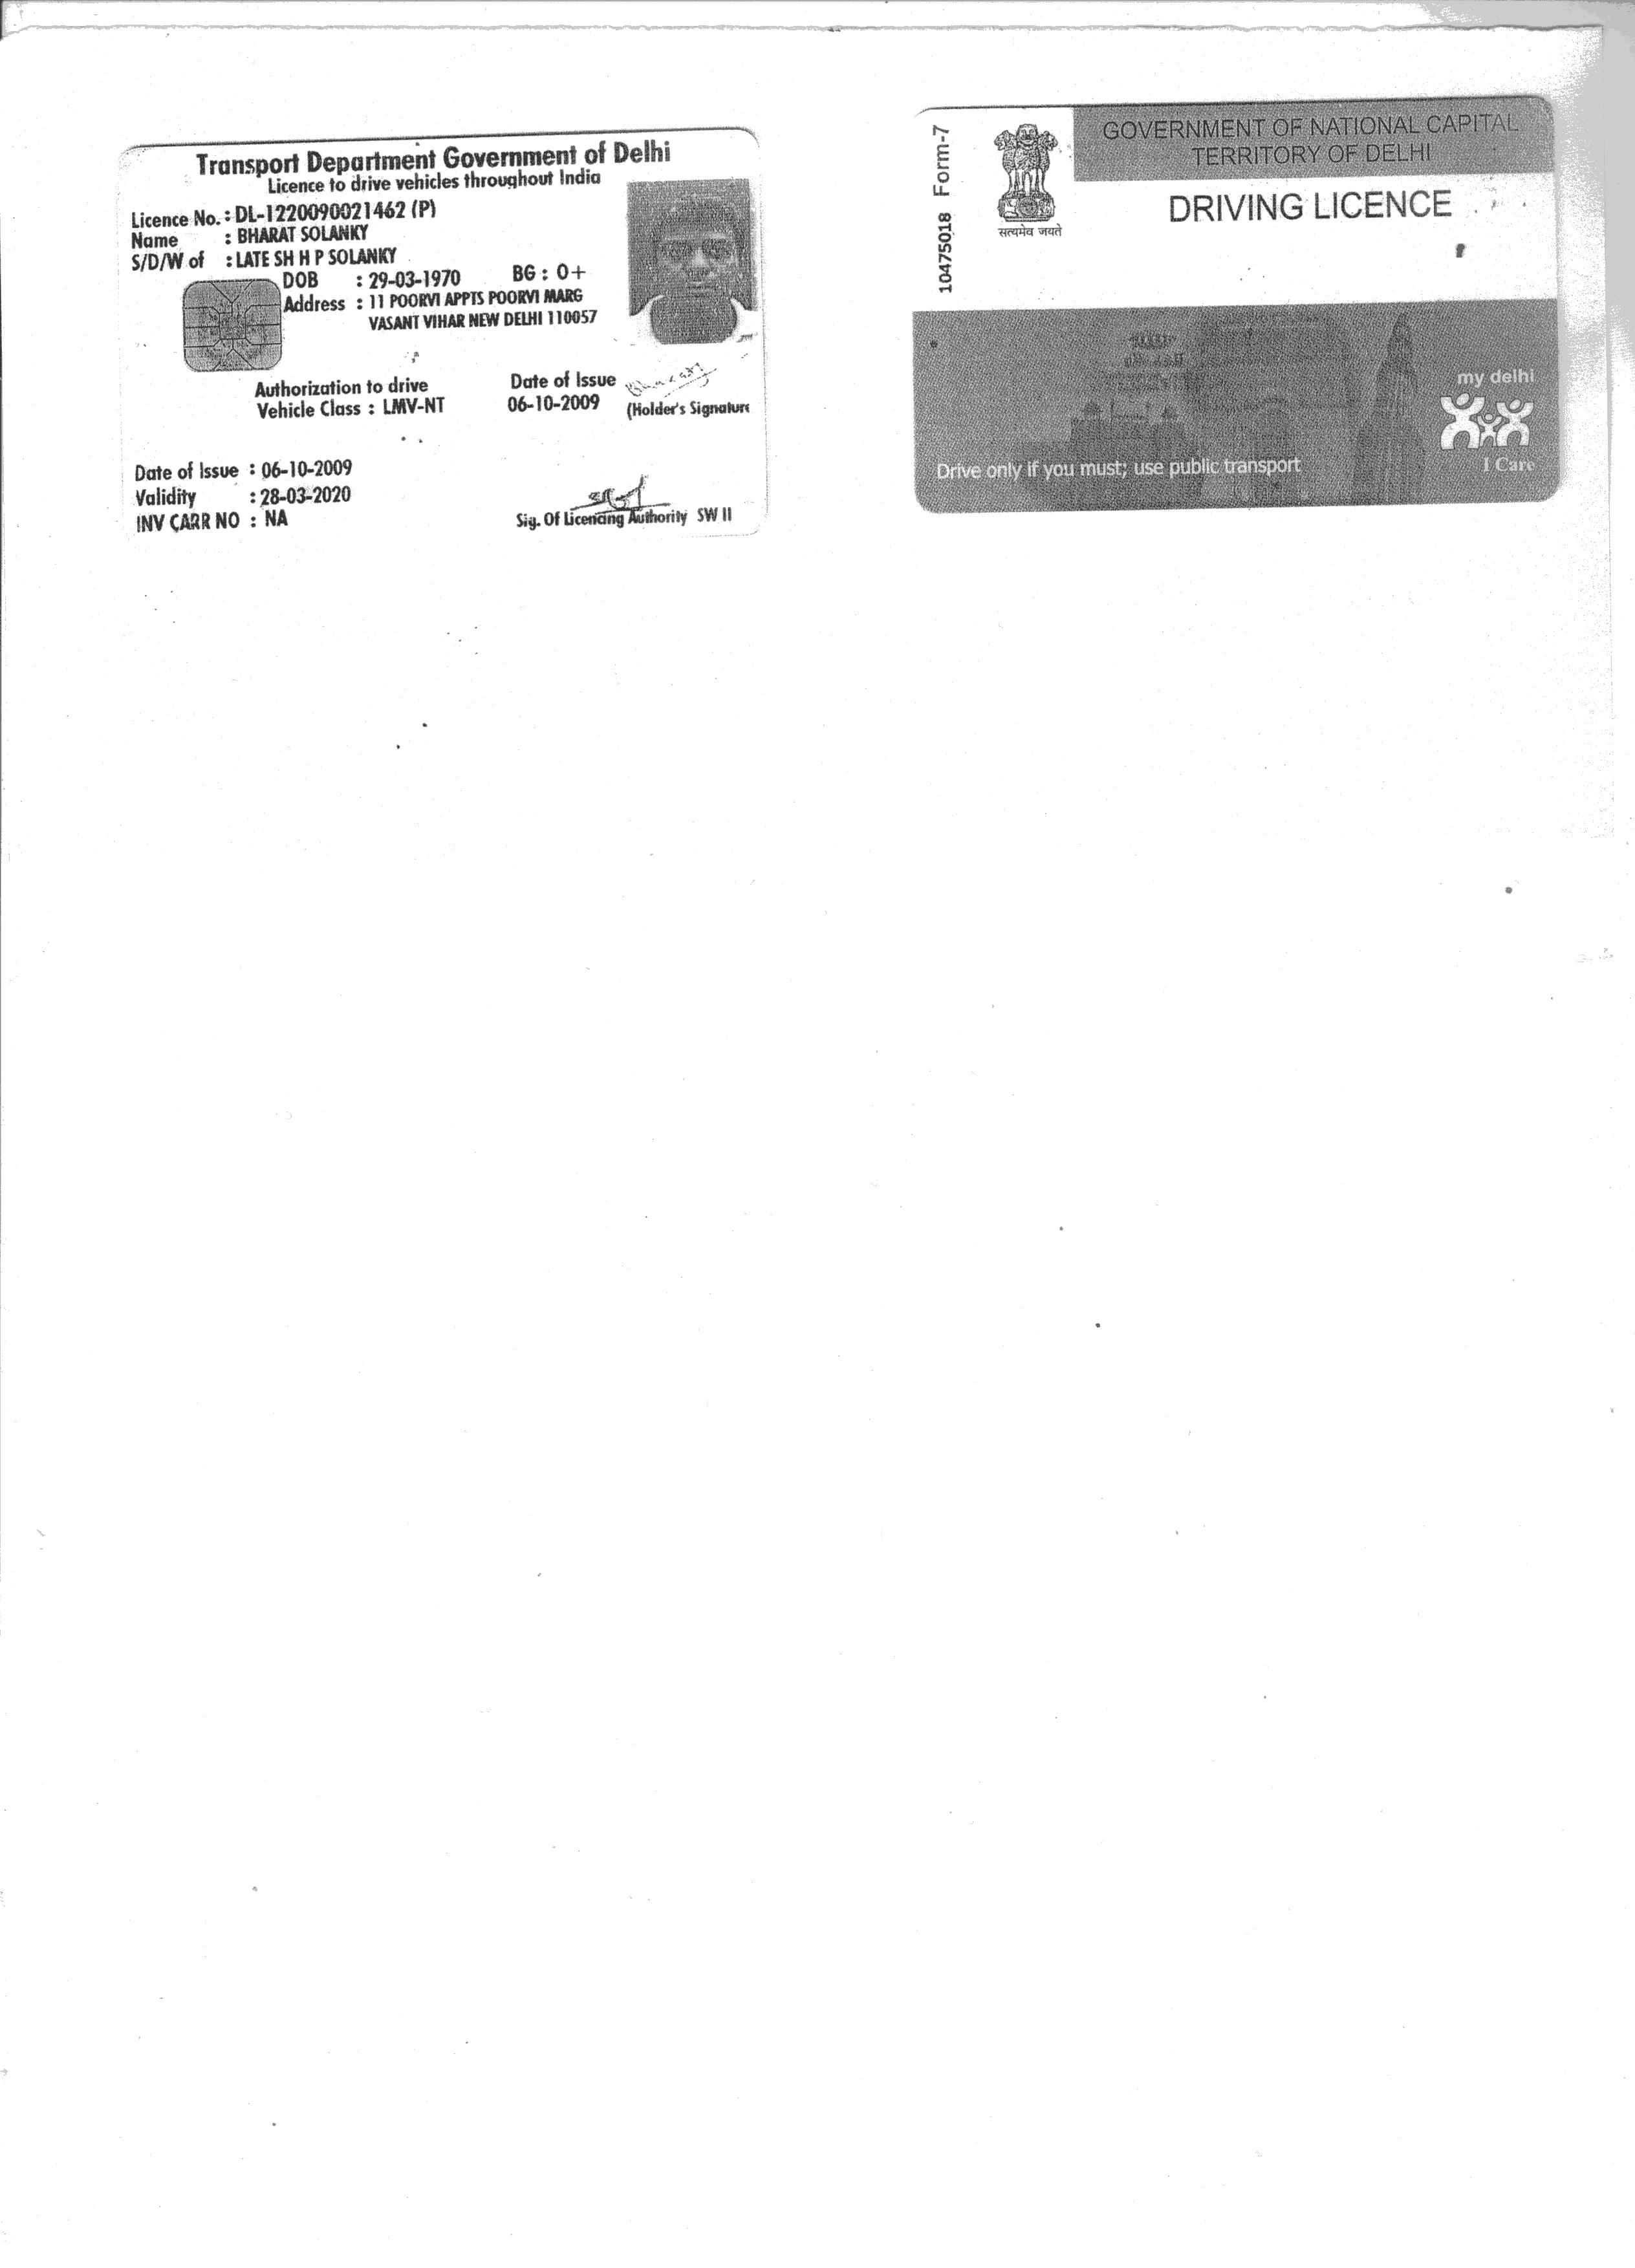 Transport Department Government of Delhi
Licence to drive vehicles throughout India
Licence No. : DL-1220090021462 (P)
Name : BHARAT SOLANKY
S/D/W of : LATE SH H P SOLANKY
DOB : 29-03-1970 BG : O+
Address : 11 POORVI APPTS POORVI MARG
VASANT VIHAR NEW DELHI 110057
Authorization to drive Date of Issue
Vehicle Class : LMV-NT 06-10-2009 (Holder's Signature
Date of Issue : 06-10-2009
Validity : 28-03-2020
INV CARR NO : NA
Sig. Of Licencing Authority SW II
10475018 Form-7
सत्यमेव जयते
GOVERNMENT OF NATIONAL CAPITAL
TERRITORY OF DELHI
DRIVING LICENCE
my delhi
I Care
Drive only if you must; use public transport